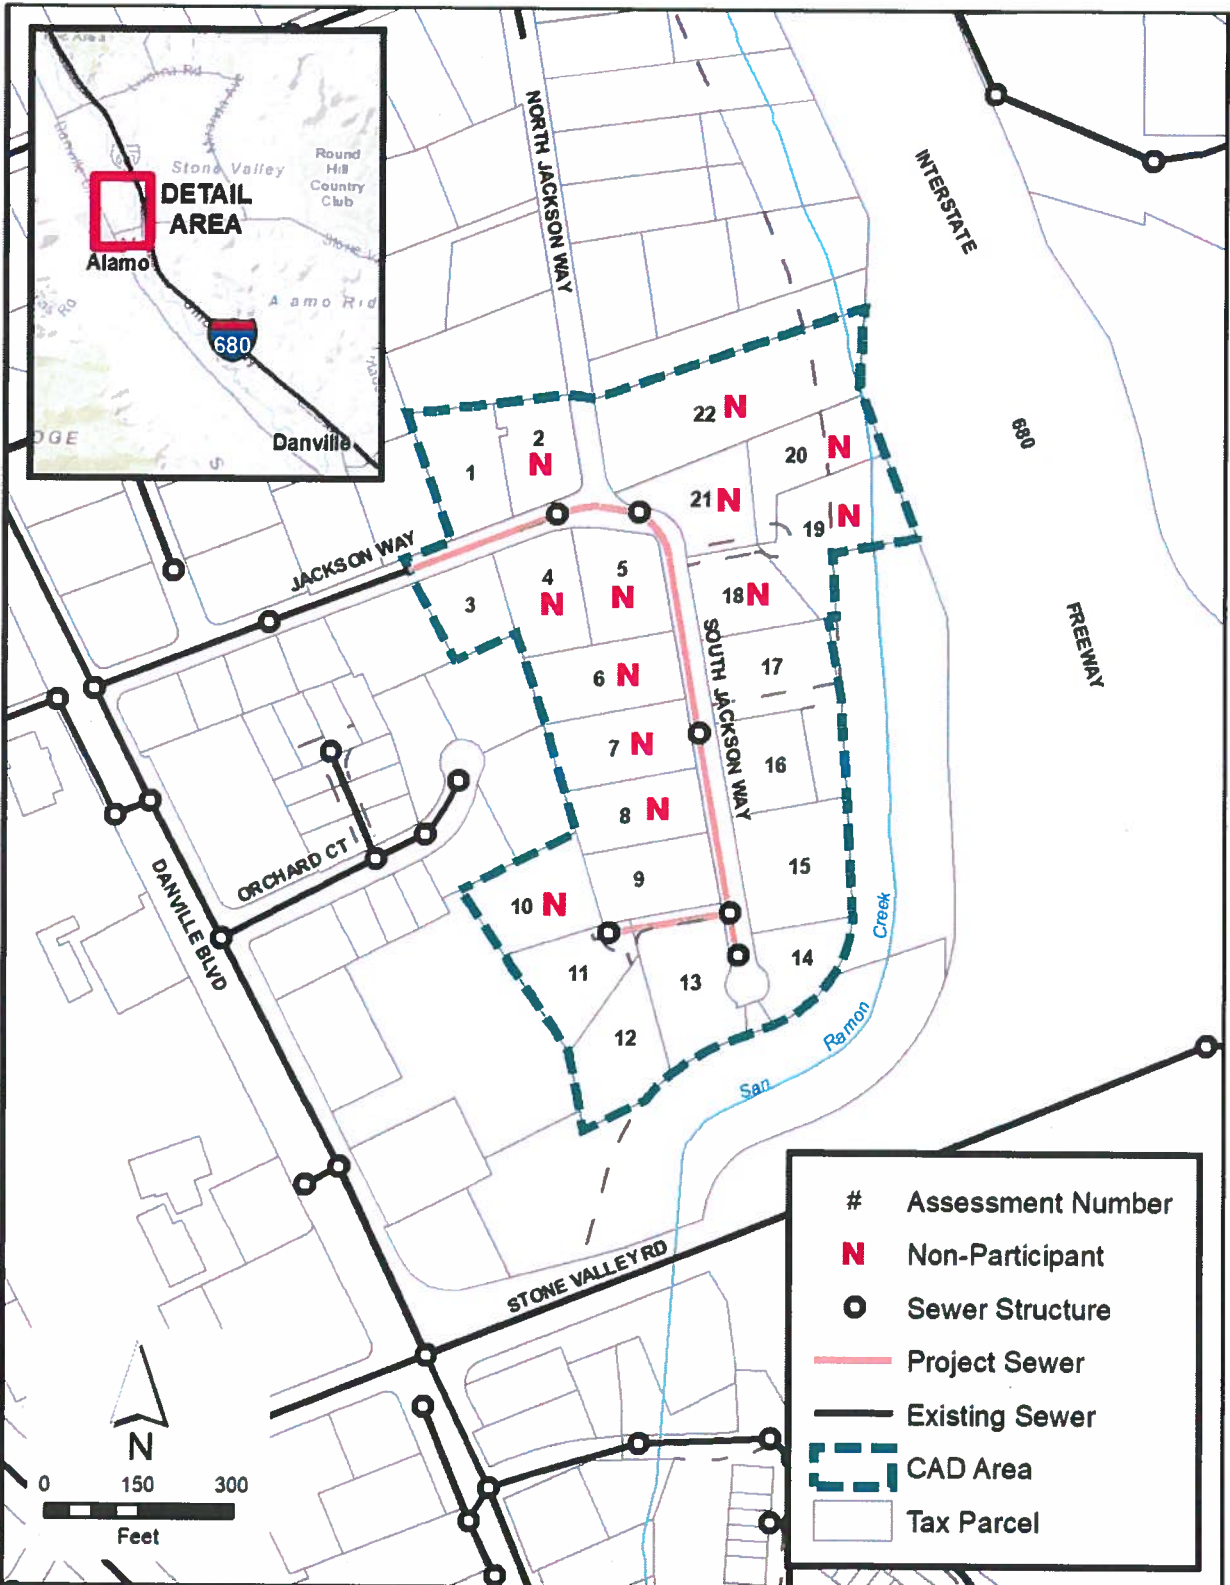 Stone Valley
Round
Hill
Country
Club
DETAIL
AREA
Alamo
680
Danville
NORTH JACKSON WAY
INTERSTATE
680
FREEWAY
22 N
2
N
1
20 N
21 N
19 N
JACKSON WAY
5
N
4
N
3
18 N
SOUTH JACKSON WAY
17
6 N
7 N
16
8 N
15
9
10 N
ORCHARD CT
DANVILLE BLVD
11
13
14
12
San Ramon Creek
STONE VALLEY RD
# Assessment Number
N Non-Participant
Sewer Structure
Project Sewer
Existing Sewer
CAD Area
Tax Parcel
N
0 150 300
Feet